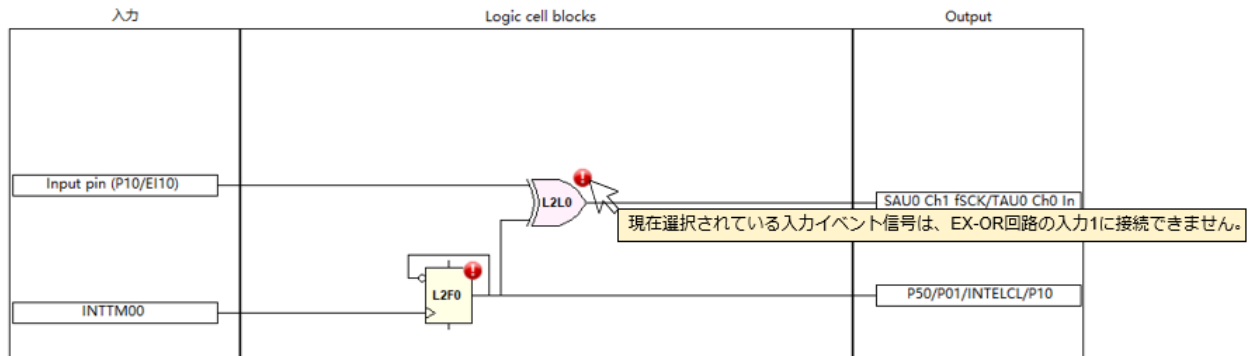 入力
Logic cell blocks
Output
Input pin (P10/EI10)
L2L0
SAU0 Ch1 fSCK/TAU0 Ch0 In
現在選択されている入力イベント信号は、EX-OR回路の入力1に接続できません。
L2F0
P50/P01/INTELCL/P10
INTTM00